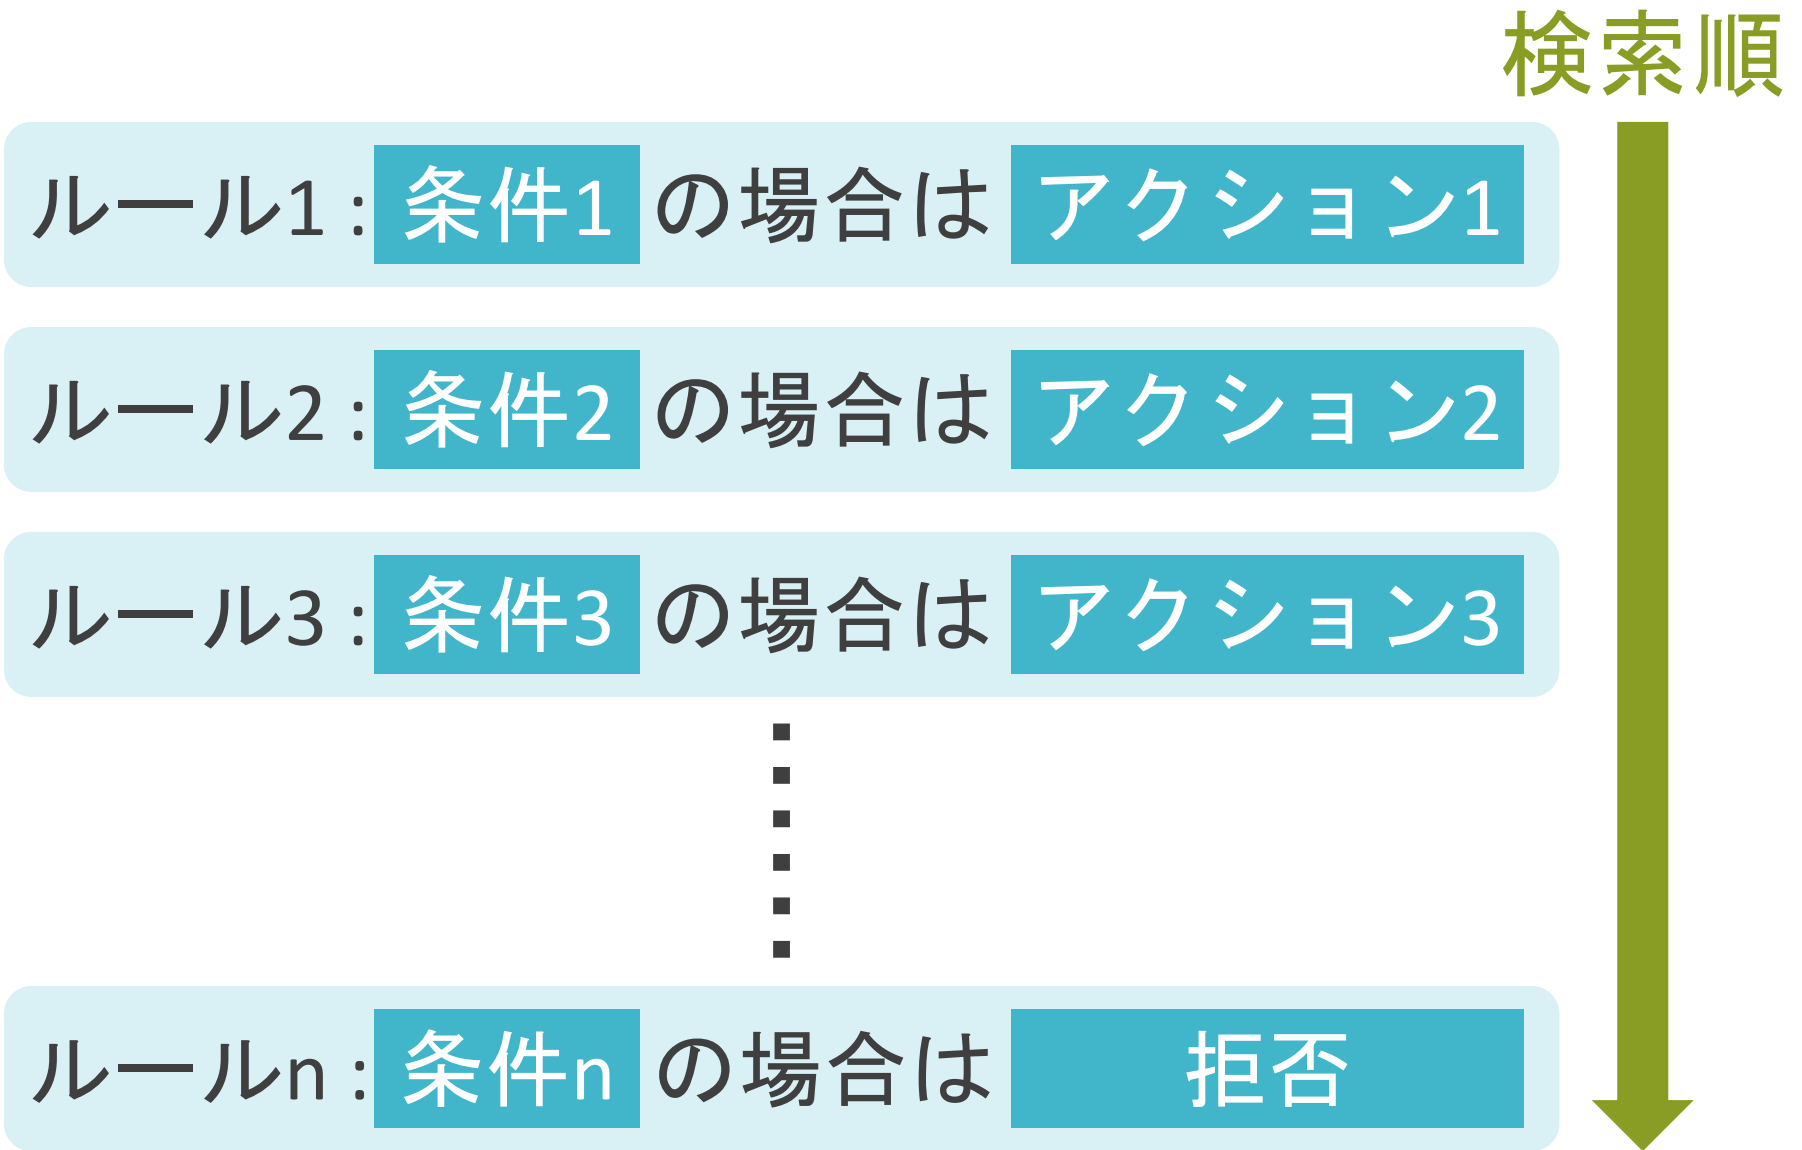 検索順
ルール1 : 条件1 の場合は アクション1
ルール2 : 条件2 の場合は アクション2
ルール3 : 条件3 の場合は アクション3
ルールn : 条件n の場合は 拒否